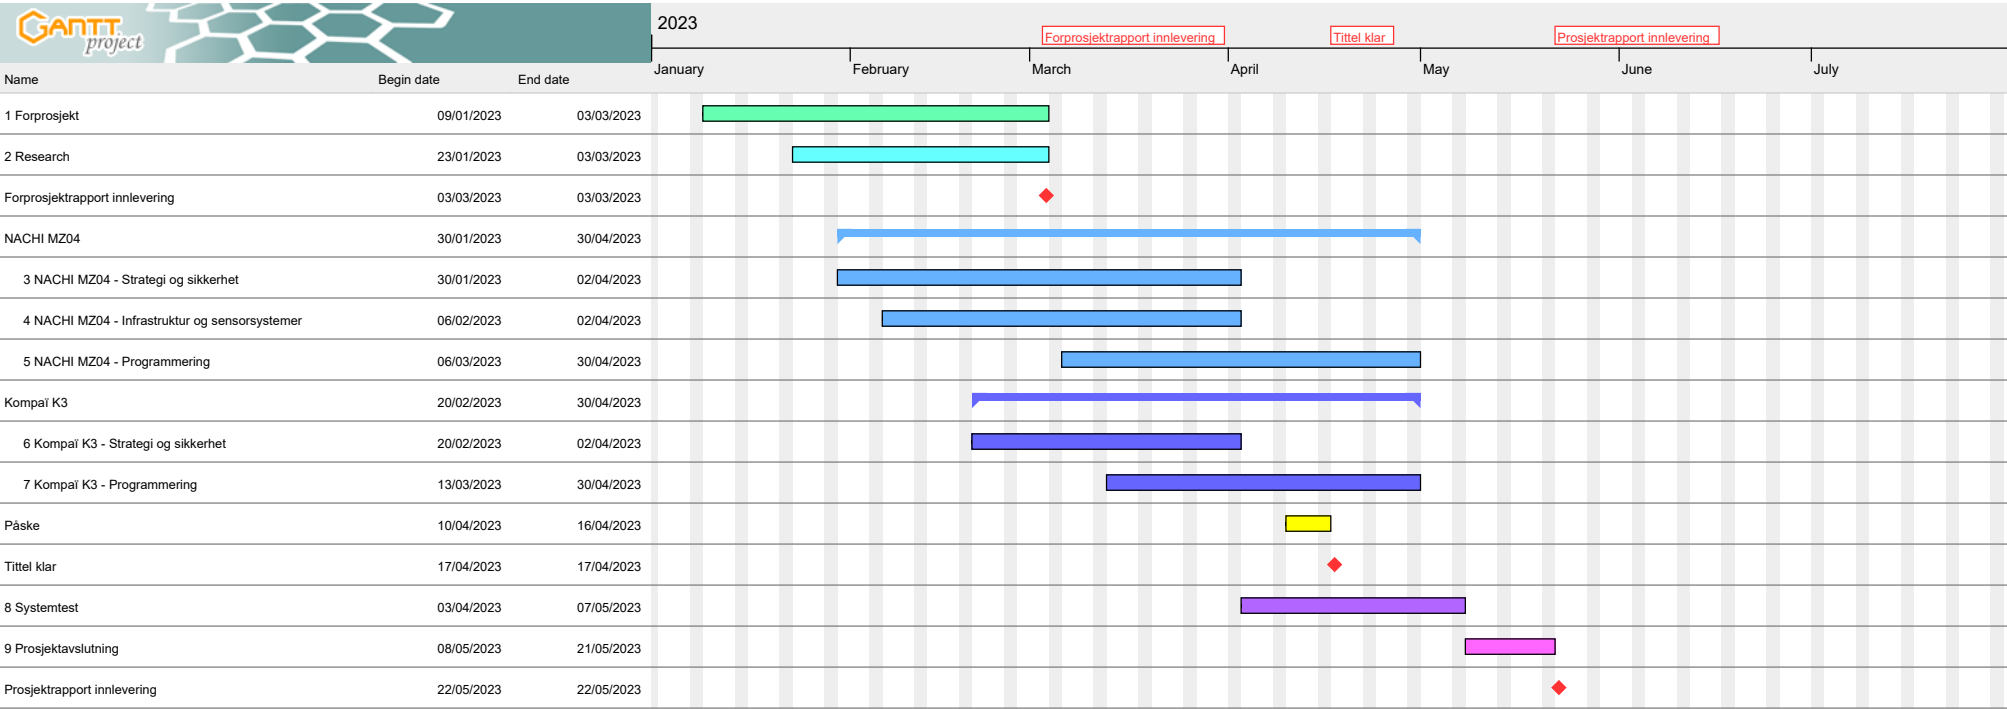 GANTT
project
2023
Forprosjektrapport innlevering
Tittel klar
Prosjektrapport innlevering
January February March April May June July
Name Begin date End date
1 Forprosjekt 09/01/2023 03/03/2023
2 Research 23/01/2023 03/03/2023
Forprosjektrapport innlevering 03/03/2023 03/03/2023
NACHI MZ04 30/01/2023 30/04/2023
3 NACHI MZ04 - Strategi og sikkerhet 30/01/2023 02/04/2023
4 NACHI MZ04 - Infrastruktur og sensorsystemer 06/02/2023 02/04/2023
5 NACHI MZ04 - Programmering 06/03/2023 30/04/2023
Kompaï K3 20/02/2023 30/04/2023
6 Kompaï K3 - Strategi og sikkerhet 20/02/2023 02/04/2023
7 Kompaï K3 - Programmering 13/03/2023 30/04/2023
Påske 10/04/2023 16/04/2023
Tittel klar 17/04/2023 17/04/2023
8 Systemtest 03/04/2023 07/05/2023
9 Prosjektavslutning 08/05/2023 21/05/2023
Prosjektrapport innlevering 22/05/2023 22/05/2023